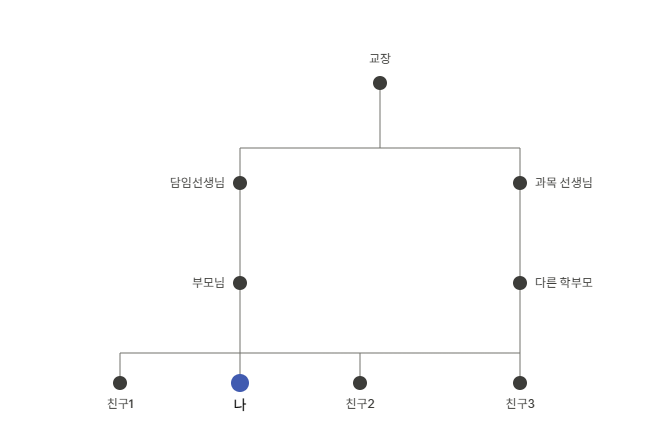 교장
담임선생님
과목 선생님
부모님
다른 학부모
친구1
나
친구2
친구3